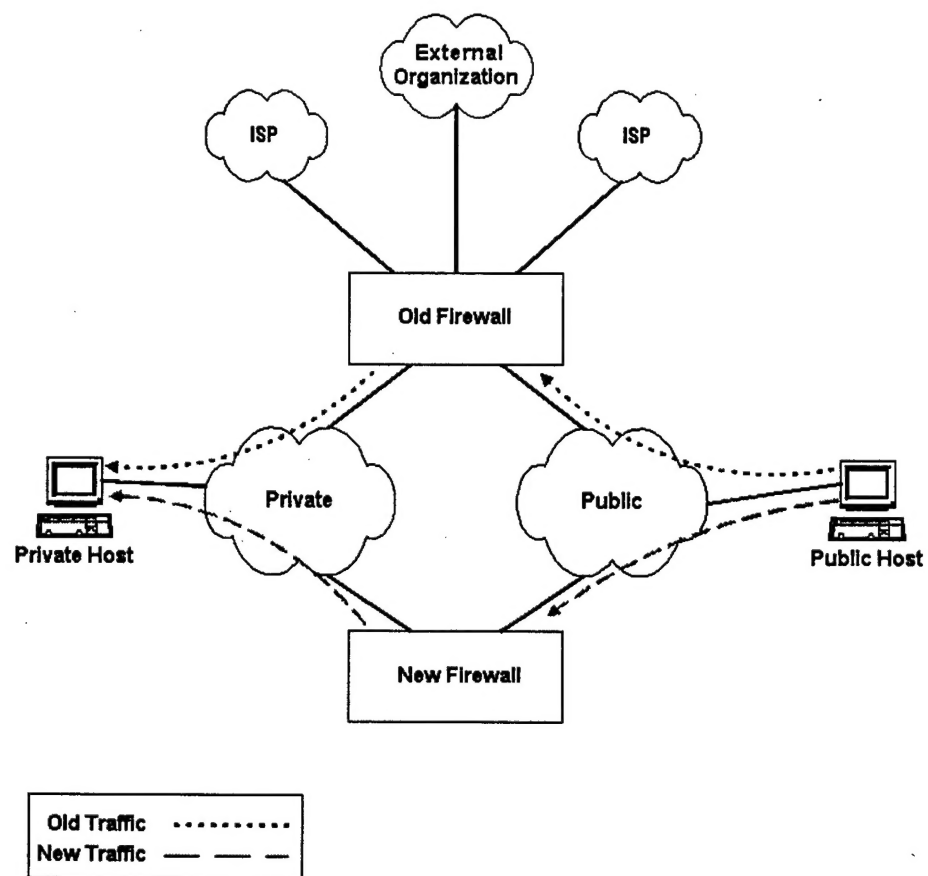 External
Organization
ISP
ISP
Old Firewall
Private
Public
Private Host
Public Host
New Firewall
Old Traffic
New Traffic